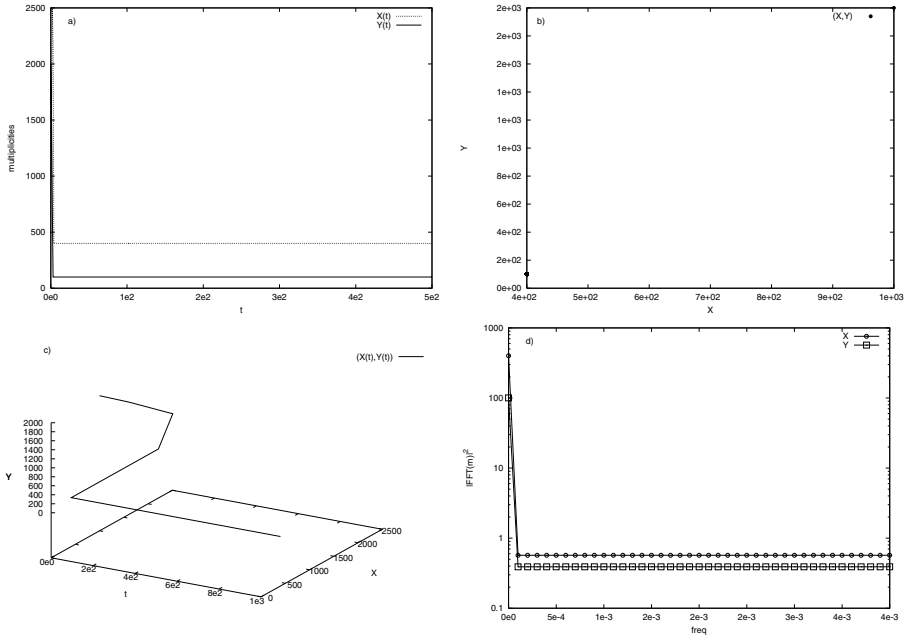 a)
X(t)
Y(t)
2500
2000
1500
1000
500
0
multiplicities
0e0
1e2
2e2
3e2
4e2
5e2
t
b)
(X,Y)
2e+03
2e+03
2e+03
1e+03
1e+03
1e+03
8e+02
6e+02
4e+02
2e+02
0e+00
Y
4e+02
5e+02
6e+02
7e+02
8e+02
9e+02
1e+03
X
c)
(X(t),Y(t))
2000
1800
1600
1400
1200
1000
800
600
400
200
0
Y
0e0
2e2
4e2
6e2
8e2
1e3
t
0
500
1000
1500
2000
2500
X
d)
X
Y
1000
100
10
1
0.1
|FFT(m)|²
0e0
5e-4
1e-3
2e-3
2e-3
2e-3
3e-3
4e-3
4e-3
freq